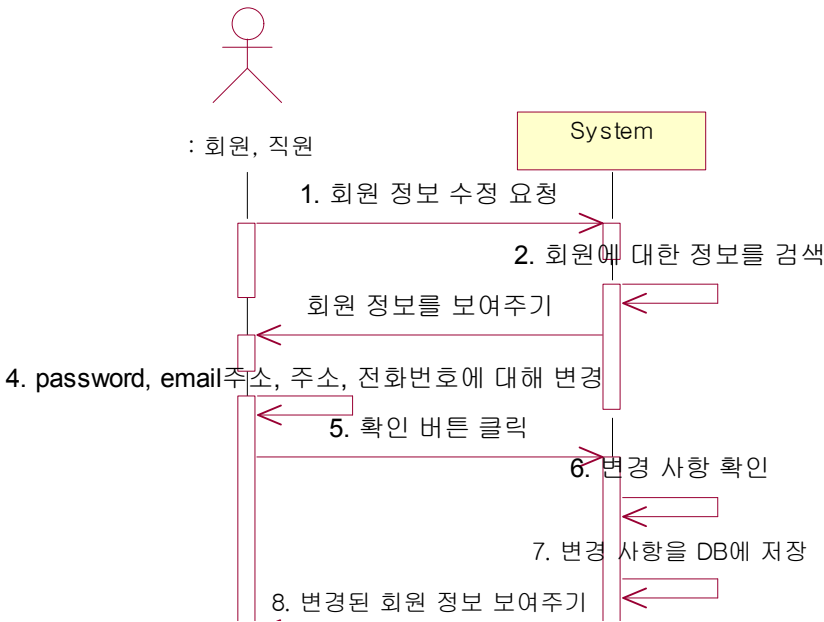 System
: 회원, 직원
1. 회원 정보 수정 요청
2. 회원에 대한 정보를 검색
회원 정보를 보여주기
4. password, email주소, 주소, 전화번호에 대해 변경
5. 확인 버튼 클릭
6. 변경 사항 확인
7. 변경 사항을 DB에 저장
8. 변경된 회원 정보 보여주기